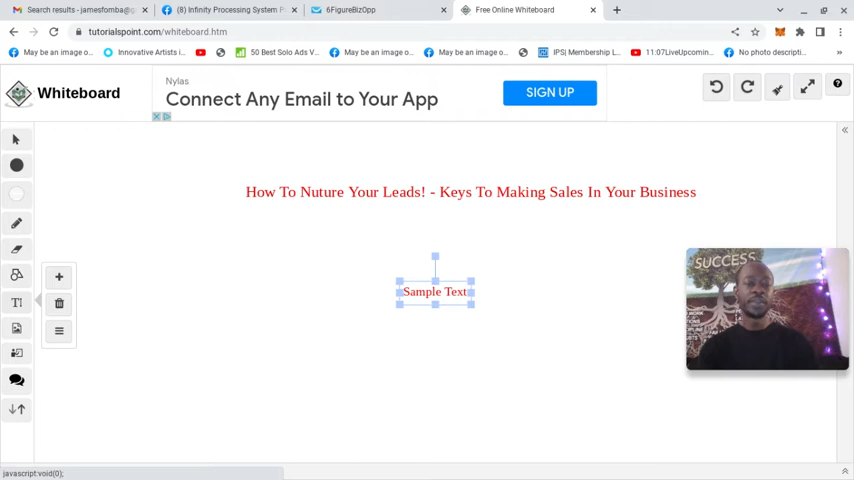 Search results - jamesfomba@g
(8) Infinity Processing System P
6FigureBizOpp
Free Online Whiteboard
tutorialspoint.com/whiteboard.htm
May be an image o...
Innovative Artists i...
50 Best Solo Ads V...
May be an image o...
May be an image o...
IPS| Membership L...
11:07LiveUpcomin...
No photo descripti...
Whiteboard
Nylas
Connect Any Email to Your App
SIGN UP
How To Nuture Your Leads! - Keys To Making Sales In Your Business
Sample Text
SUCCESS
javascript:void(0);